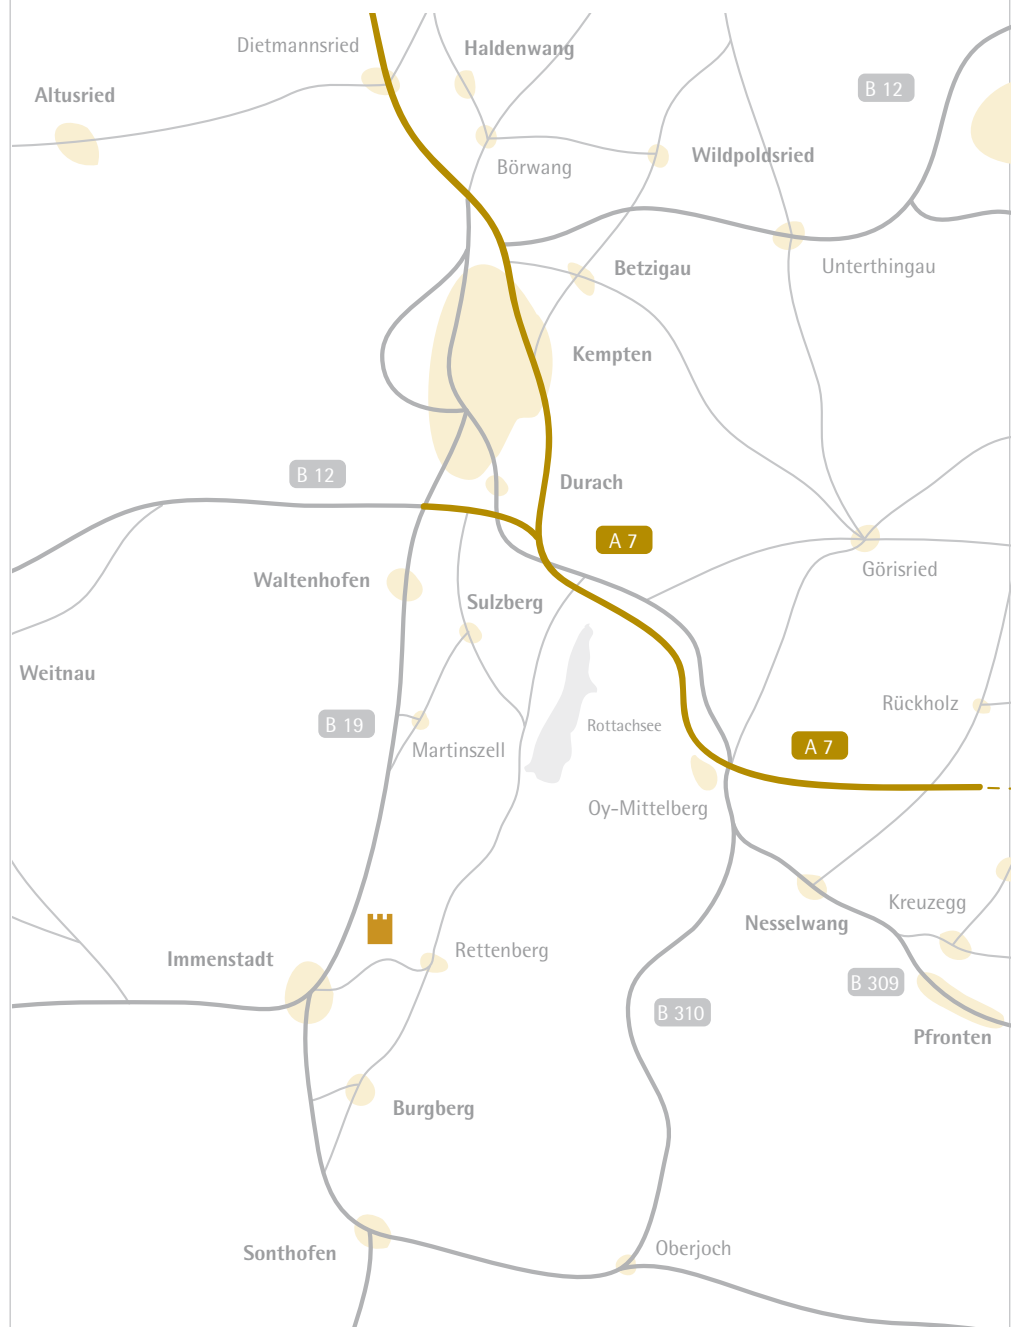 Dietmannsried
Haldenwang
B 12
Altusried
Wildpoldsried
Börwang
Betzigau
Unterthingau
Kempten
B 12
Durach
A 7
Görisried
Waltenhofen
Sulzberg
Weitnau
Rückholz
B 19
Rottachsee
Martinszell
A 7
Oy-Mittelberg
Kreuzegg
Nesselwang
Rettenberg
Immenstadt
B 309
B 310
Pfronten
Burgberg
Oberjoch
Sonthofen